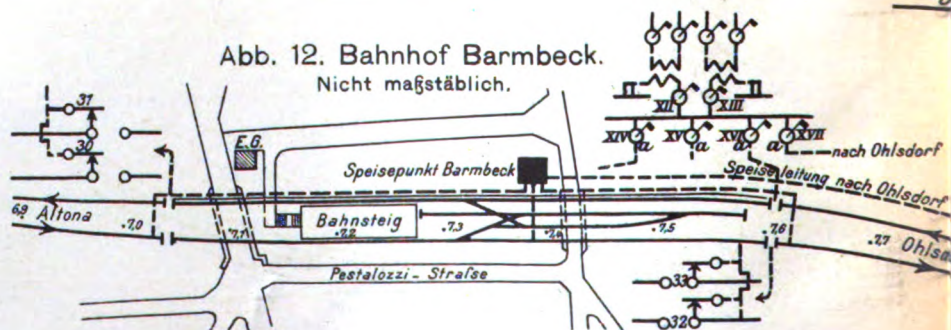 Abb. 12. Bahnhof Barmbeck.
Nicht maßstäblich.
31
30
E.G.
XII
XIII
XIV
a
XV
a
XVI
a
XVII
a
nach Ohlsdorf
Speisepunkt Barmbeck
Speiseleitung nach Ohlsdorf
6,9
Altona
7,0
7,1
Bahnsteig
7,2
7,3
7,4
7,5
7,6
7,7
Pestalozzi-Straße
33
32